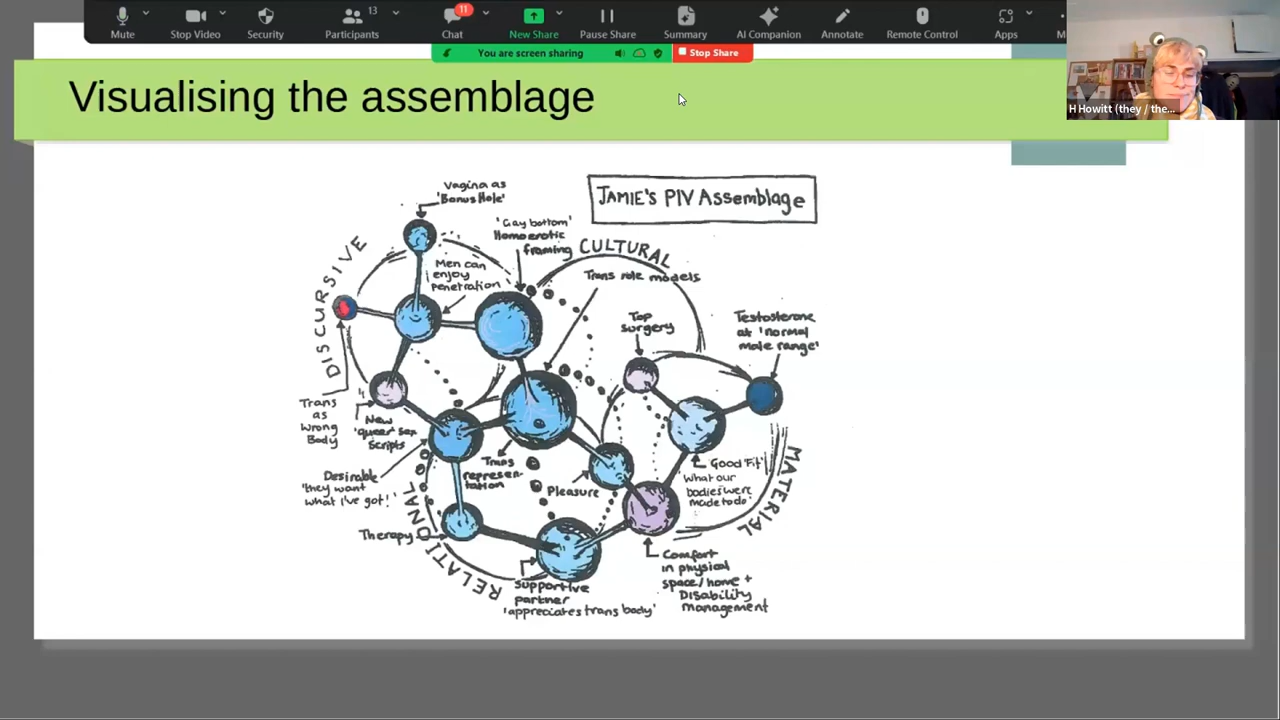 Mute
Stop Video
Security
13
Participants
11
Chat
New Share
Pause Share
Summary
AI Companion
Annotate
Remote Control
Apps
You are screen sharing
Stop Share
H Howitt (they / the...
Visualising the assemblage
JAMIE'S PIV Assemblage
Vagina as
'Bonus Hole'
'Gay bottom'
Homoerotic
framing
CULTURAL
DISCURSIVE
Men can
enjoy
penetration
Trans role models
Top
surgery
Testosterone
at 'normal
male range'
Trans
as
Wrong
Body
New
'queer' sex
Scripts
Desirable
'they want
what I've got!'
Trans
represen-
tation
Pleasure
Good 'Fit'
'What our
bodies were
made to do'
MATERIAL
RELATIONAL
Therapy
Supportive
partner
'appreciates trans body'
Comfort
in physical
space/home +
Disability
management